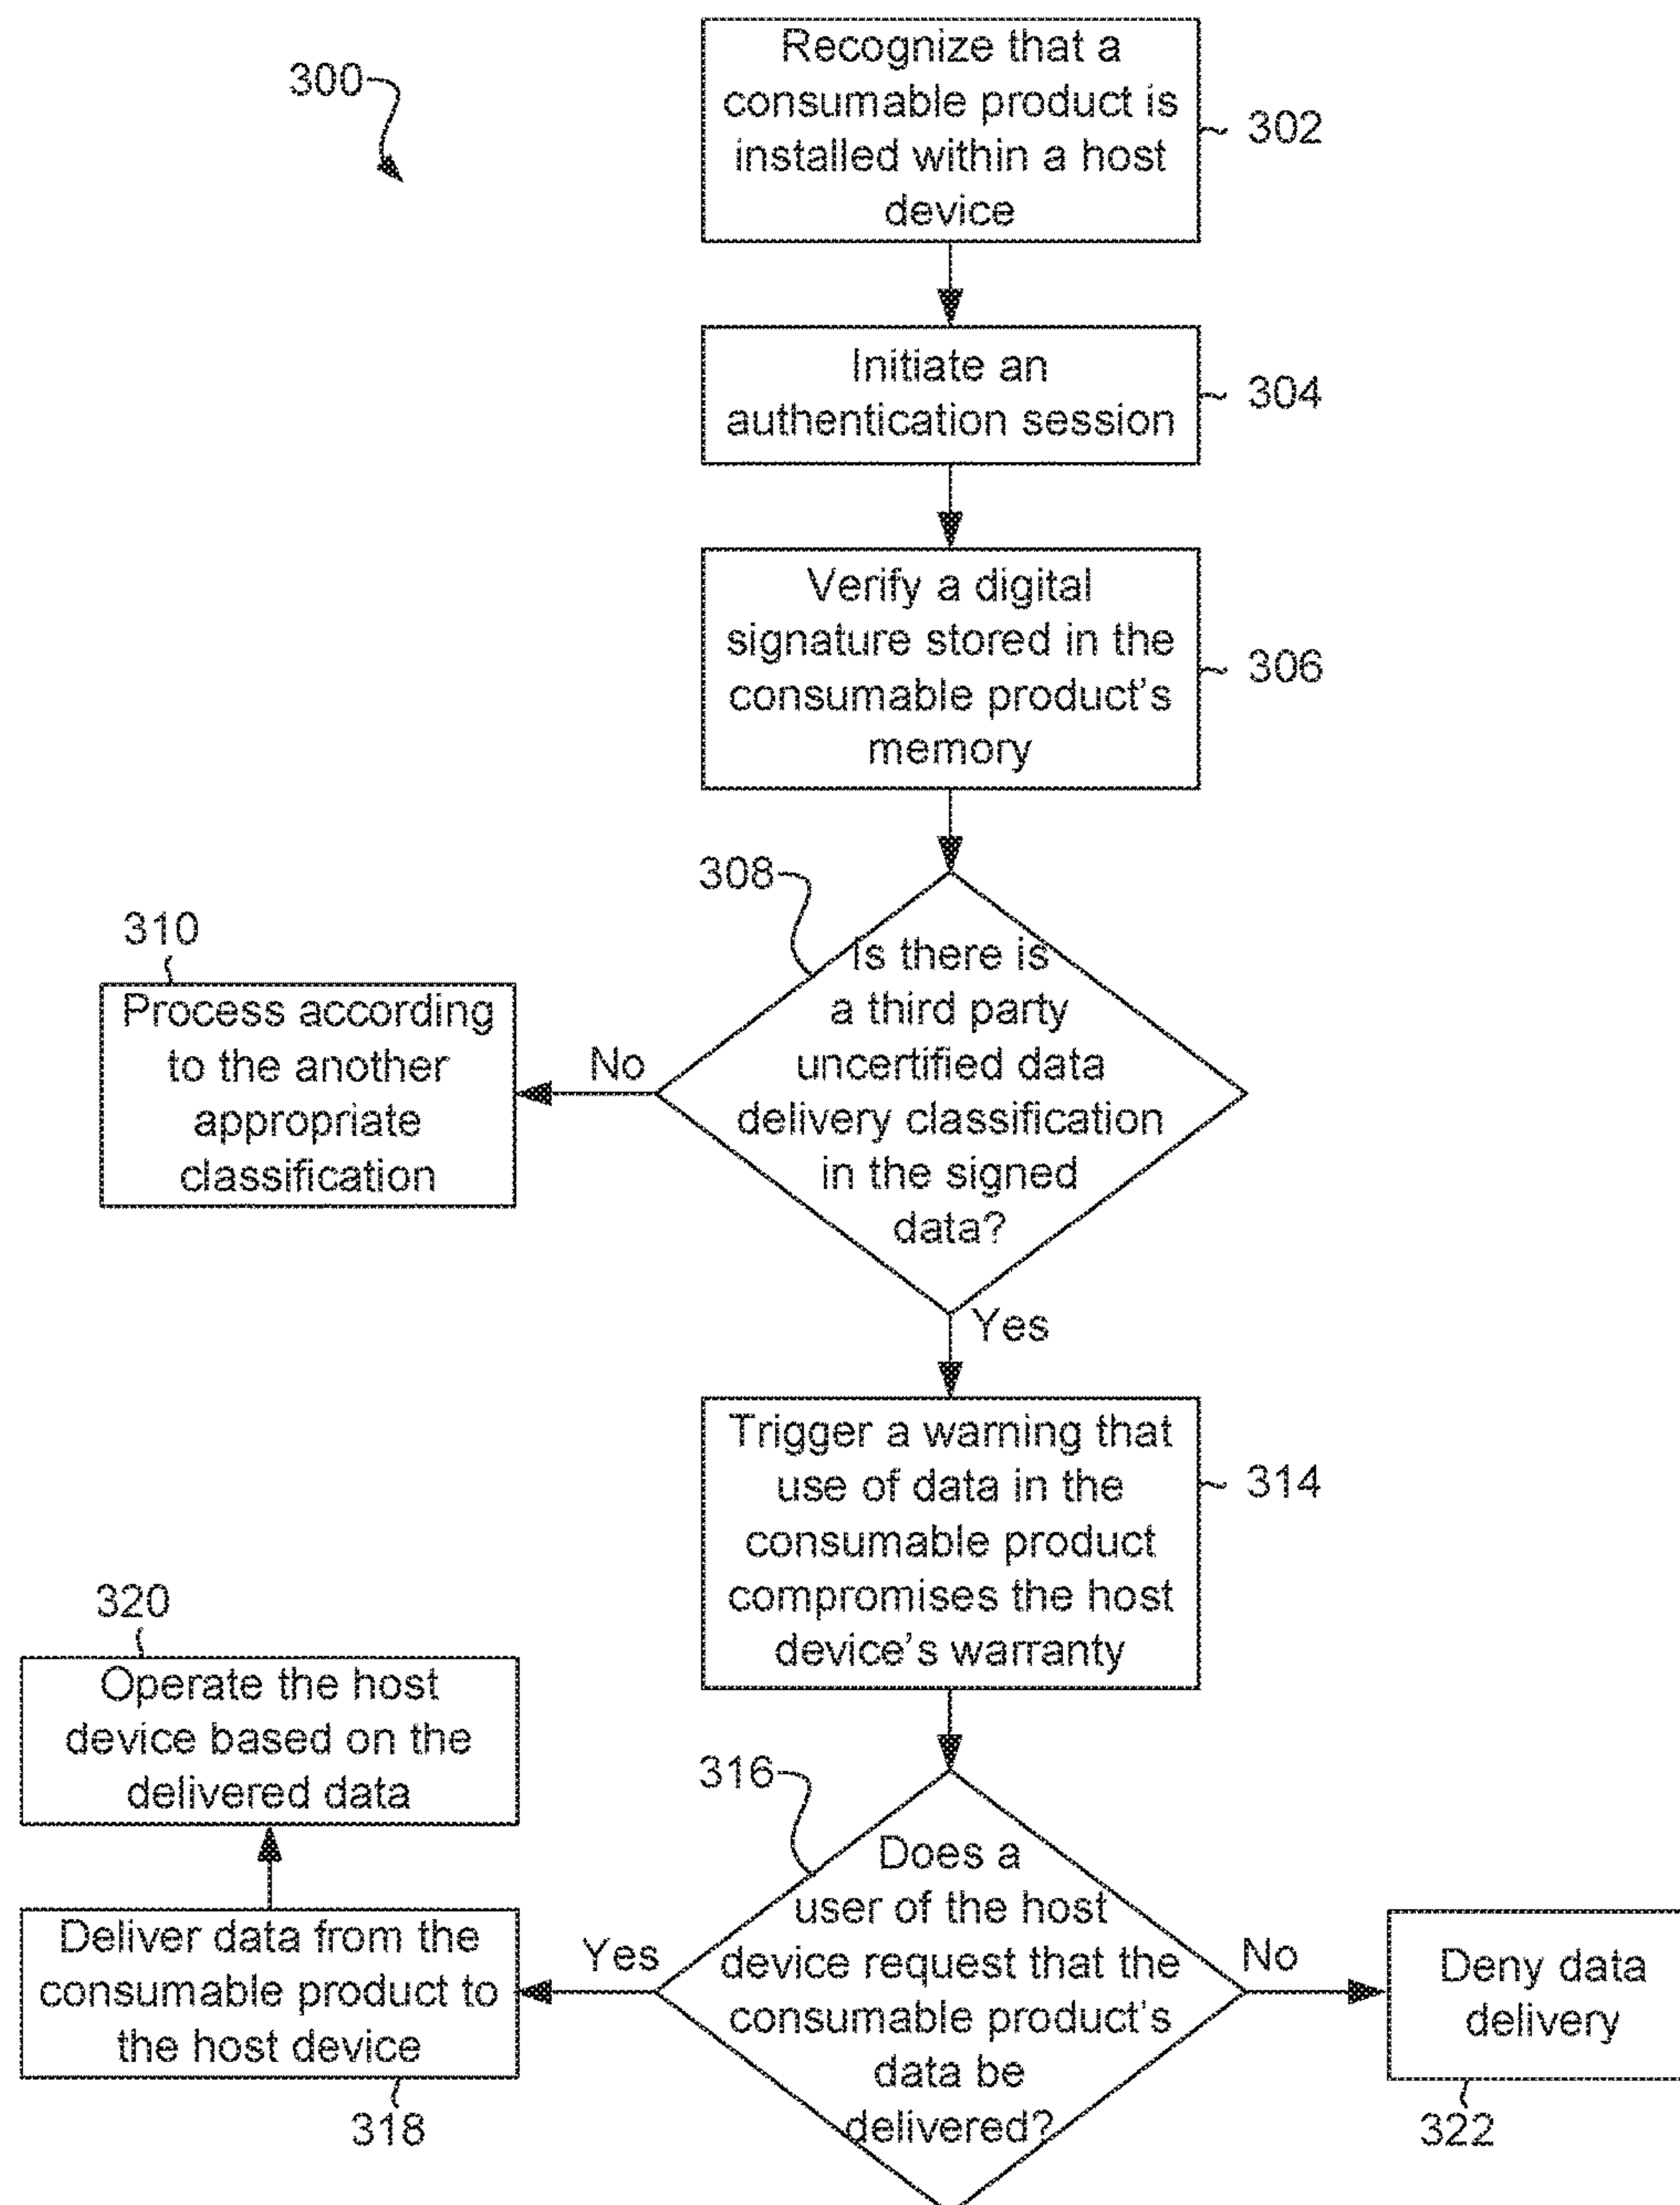 300
Recognize that a
consumable product is
installed within a host
device
302
Initiate an
authentication session
304
Verify a digital
signature stored in the
consumable product's
memory
306
308
Is there is
a third party
uncertified data
delivery classification
in the signed
data?
No
310
Process according
to the another
appropriate
classification
Yes
Trigger a warning that
use of data in the
consumable product
compromises the host
device's warranty
314
316
Does a
user of the host
device request that the
consumable product's
data be
delivered?
Yes
Deliver data from the
consumable product to
the host device
318
320
Operate the host
device based on the
delivered data
No
Deny data
delivery
322